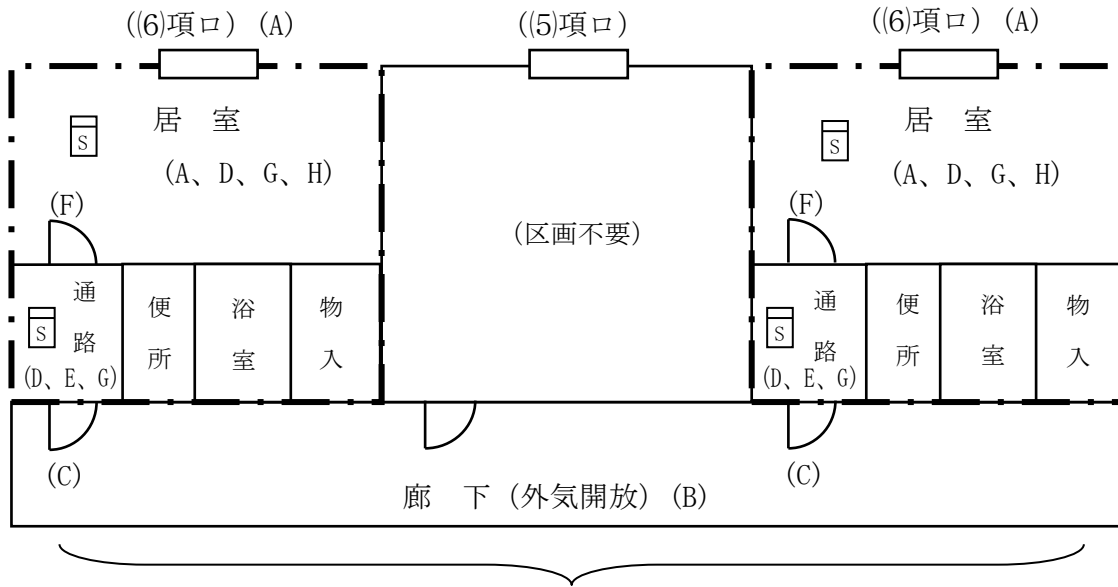 ((6)項ロ) (A) ((5)項ロ) ((6)項ロ) (A)
居 室
S
(A、D、G、H)
(F)
(区画不要)
居 室
S
(A、D、G、H)
(F)
通路
S
(D、E、G)
便所
浴室
物入
通路
S
(D、E、G)
便所
浴室
物入
(C)
(C)
廊 下(外気開放) (B)